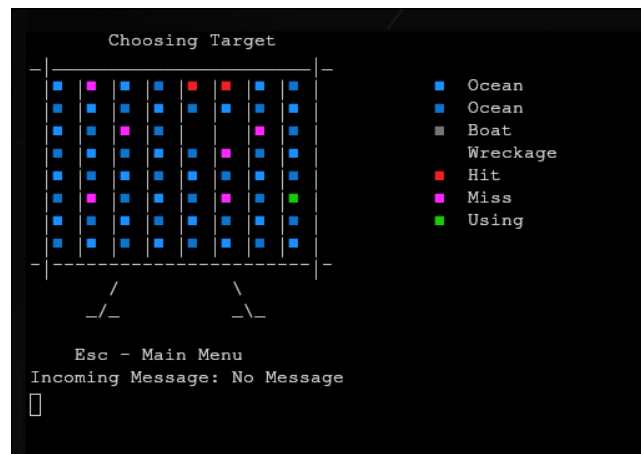 Choosing Target
Ocean
Ocean
Boat
Wreckage
Hit
Miss
Using
Esc - Main Menu
Incoming Message: No Message